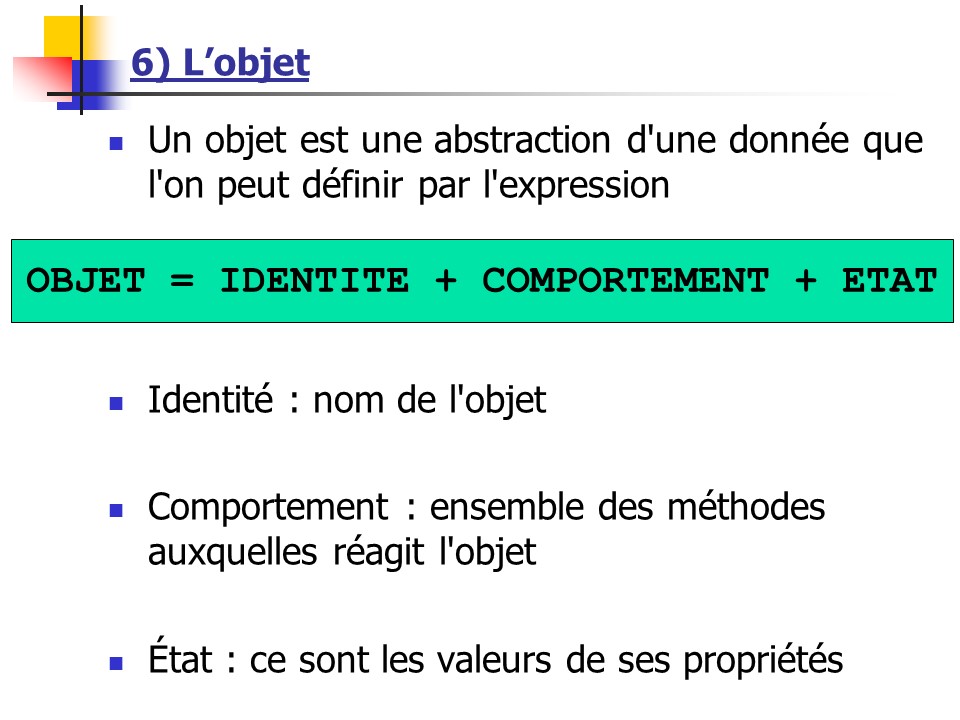 6) L’objet
Un objet est une abstraction d'une donnée que
l'on peut définir par l'expression
OBJET = IDENTITE + COMPORTEMENT + ETAT
Identité : nom de l'objet
Comportement : ensemble des méthodes
auxquelles réagit l'objet
État : ce sont les valeurs de ses propriétés